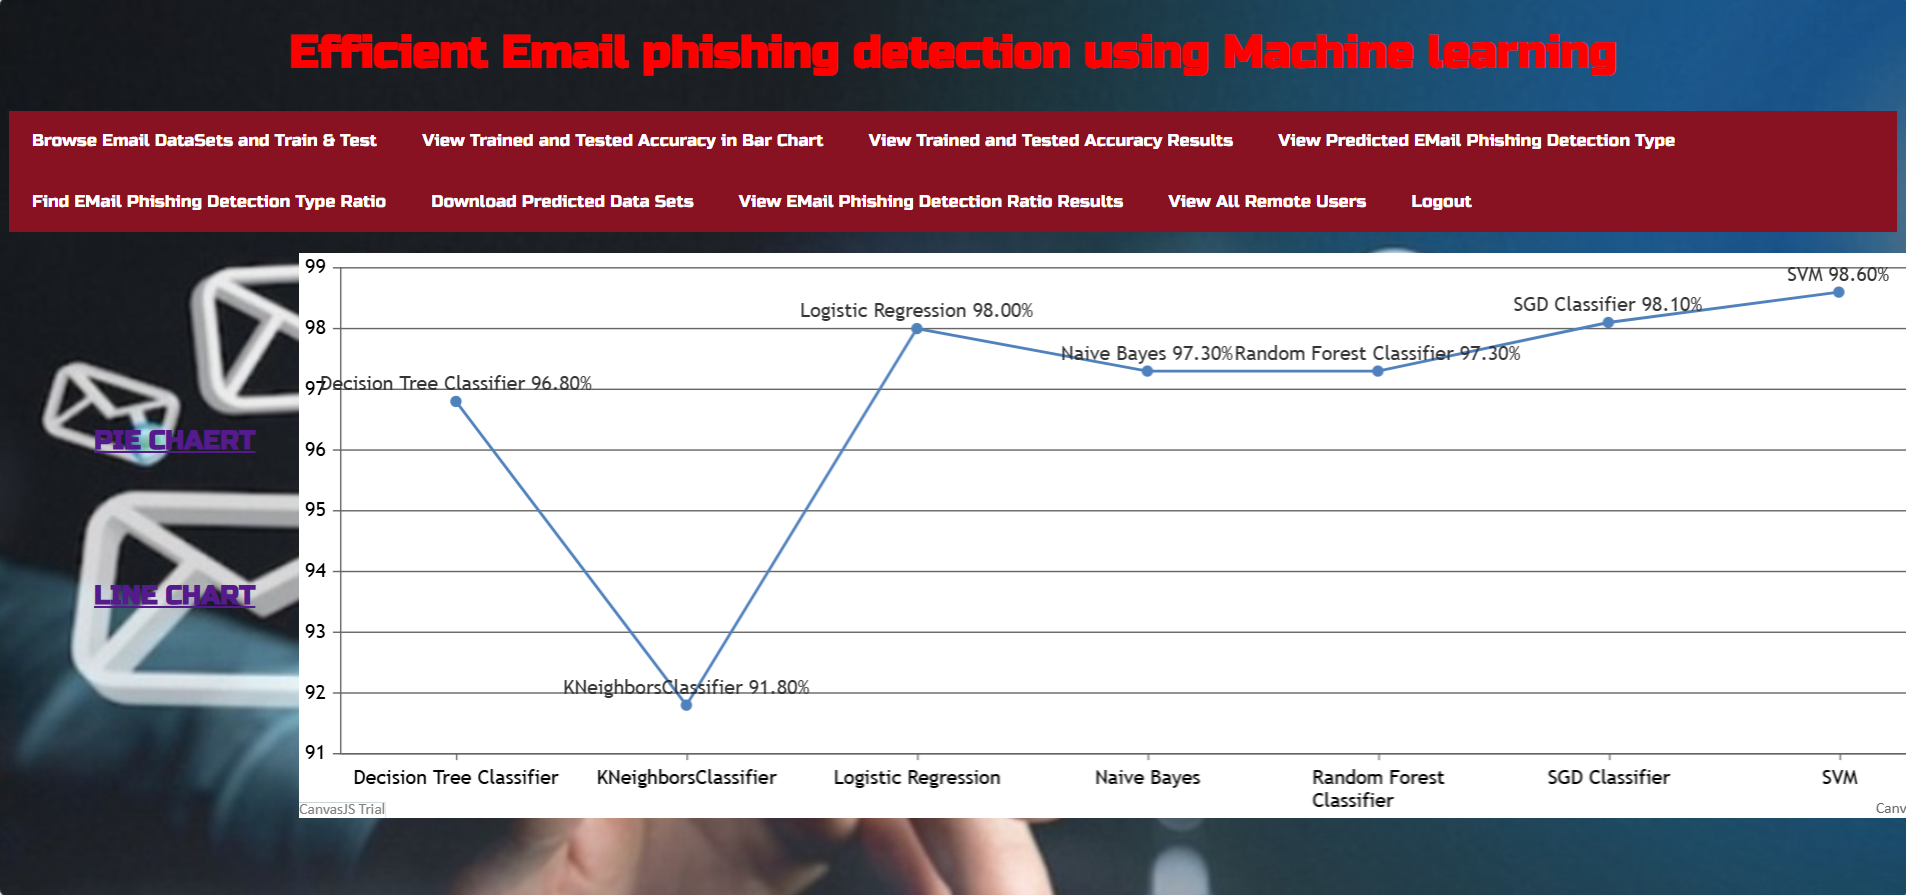 Efficient Email phishing detection using Machine learning
Browse Email DataSets and Train & Test View Trained and Tested Accuracy in Bar Chart View Trained and Tested Accuracy Results View Predicted EMail Phishing Detection Type
Find EMail Phishing Detection Type Ratio Download Predicted Data Sets View EMail Phishing Detection Ratio Results View All Remote Users Logout
PIE CHAERT
LINE CHART
99
98
97
96
95
94
93
92
91
SVM 98.60%
SGD Classifier 98.10%
Logistic Regression 98.00%
Naive Bayes 97.30% Random Forest Classifier 97.30%
Decision Tree Classifier 96.80%
KNeighborsClassifier 91.80%
Decision Tree Classifier KNeighborsClassifier Logistic Regression Naive Bayes Random Forest SGD Classifier SVM
Classifier
CanvasJS Trial
Canv